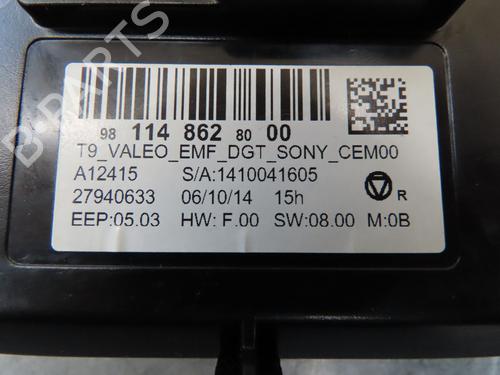 98 114 862 80 00
T9_VALEO_EMF_DGT_SONY_CEM00
A12415 S/A:1410041605
27940633 06/10/14 15h
R
EEP:05.03 HW: F.00 SW:08.00 M:0B
B-PARTS